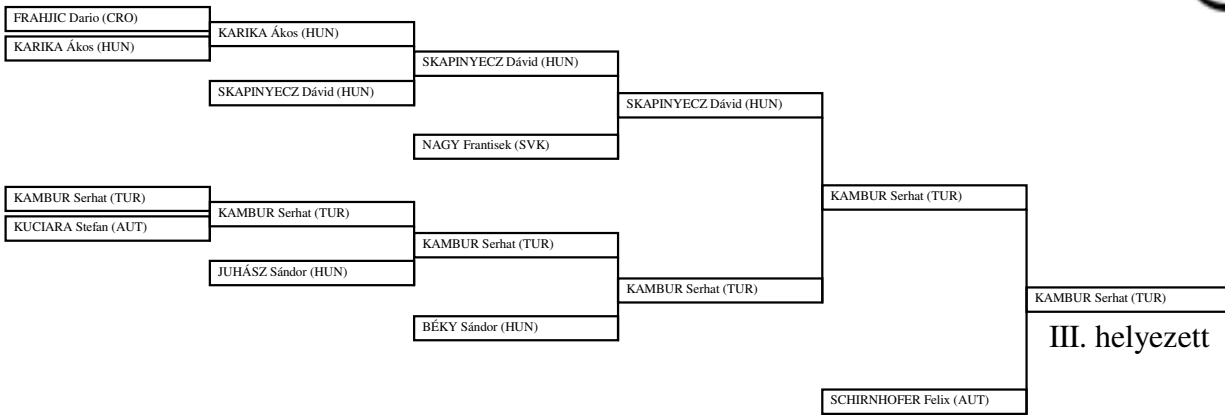 FRAHJIC Dario (CRO)
KARIKA Ákos (HUN)
KARIKA Ákos (HUN)
SKAPINYECZ Dávid (HUN)
SKAPINYECZ Dávid (HUN)
SKAPINYECZ Dávid (HUN)
NAGY Frantisek (SVK)
KAMBUR Serhat (TUR)
KAMBUR Serhat (TUR)
KAMBUR Serhat (TUR)
KUCIARA Stefan (AUT)
KAMBUR Serhat (TUR)
JUHÁSZ Sándor (HUN)
KAMBUR Serhat (TUR)
KAMBUR Serhat (TUR)
BÉKY Sándor (HUN)
III. helyezett
SCHIRNHOFER Felix (AUT)